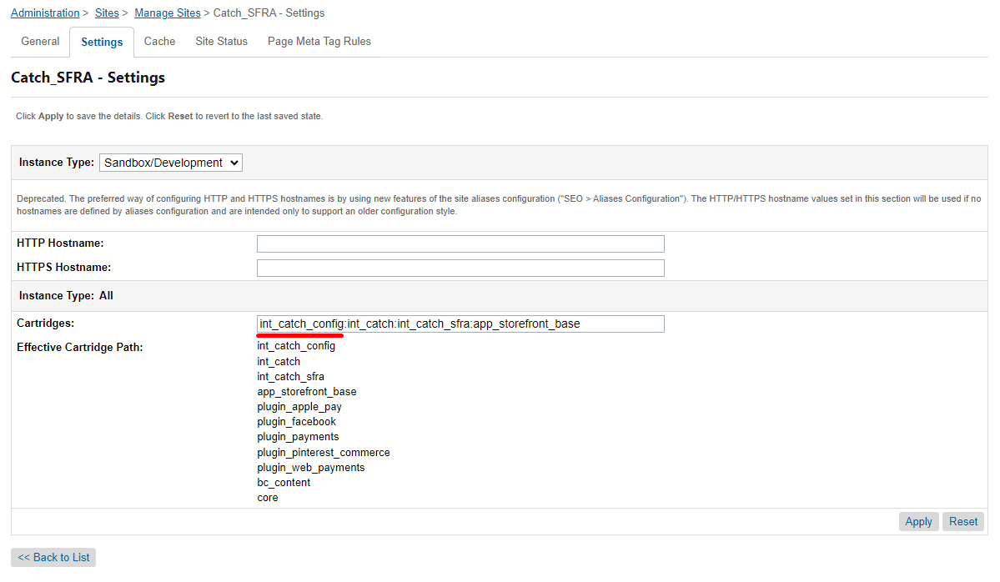 Administration > Sites > Manage Sites > Catch_SFRA - Settings
General Settings Cache Site Status Page Meta Tag Rules
Catch_SFRA - Settings
Click Apply to save the details. Click Reset to revert to the last saved state.
Instance Type: Sandbox/Development
Deprecated. The preferred way of configuring HTTP and HTTPS hostnames is by using new features of the site aliases configuration ("SEO > Aliases Configuration"). The HTTP/HTTPS hostname values set in this section will be used if no
hostnames are defined by aliases configuration and are intended only to support an older configuration style.
HTTP Hostname:
HTTPS Hostname:
Instance Type: All
Cartridges: int_catch_config:int_catch:int_catch_sfra:app_storefront_base
Effective Cartridge Path: int_catch_config
int_catch
int_catch_sfra
app_storefront_base
plugin_apple_pay
plugin_facebook
plugin_payments
plugin_pinterest_commerce
plugin_web_payments
bc_content
core
Apply Reset
<< Back to List